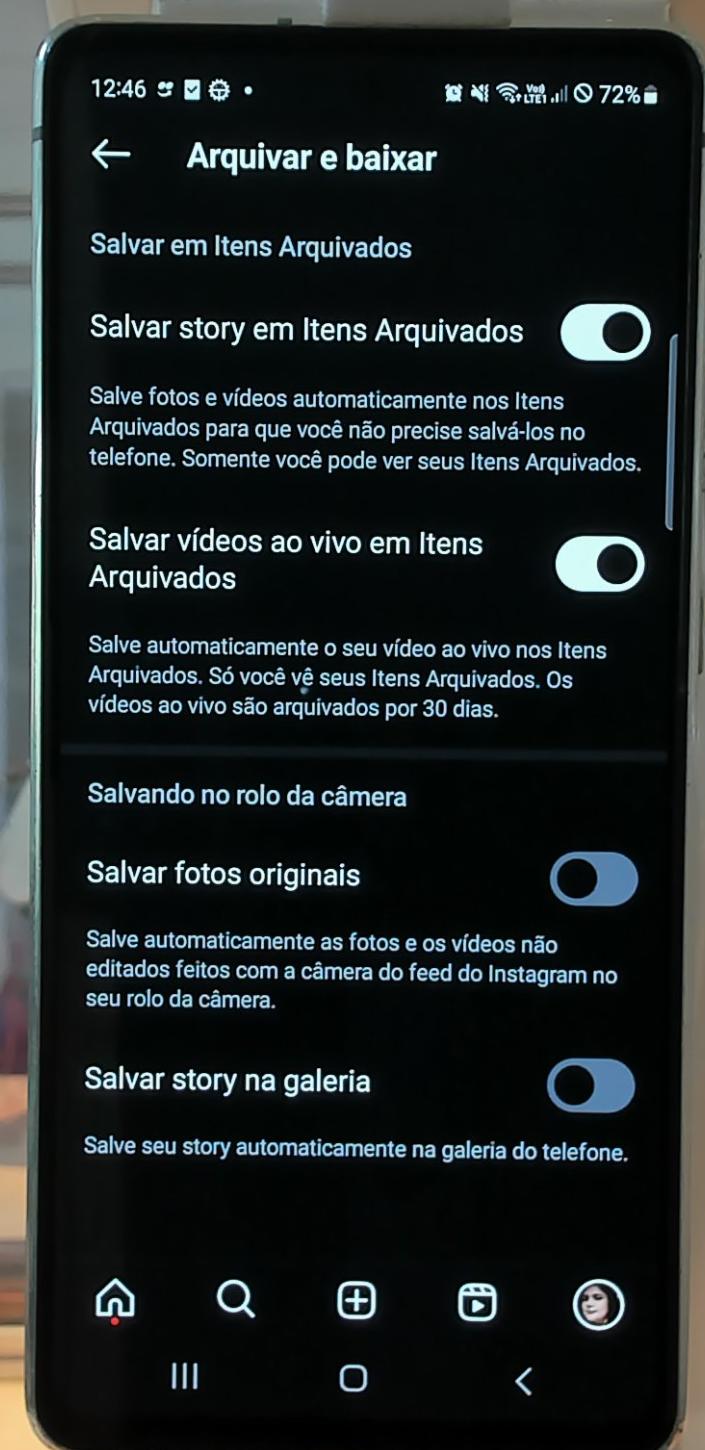 12:46 72%
Arquivar e baixar
Salvar em Itens Arquivados
Salvar story em Itens Arquivados
Salve fotos e vídeos automaticamente nos Itens
Arquivados para que você não precise salvá-los no
telefone. Somente você pode ver seus Itens Arquivados.
Salvar vídeos ao vivo em Itens
Arquivados
Salve automaticamente o seu vídeo ao vivo nos Itens
Arquivados. Só você vê seus Itens Arquivados. Os
vídeos ao vivo são arquivados por 30 dias.
Salvando no rolo da câmera
Salvar fotos originais
Salve automaticamente as fotos e os vídeos não
editados feitos com a câmera do feed do Instagram no
seu rolo da câmera.
Salvar story na galeria
Salve seu story automaticamente na galeria do telefone.